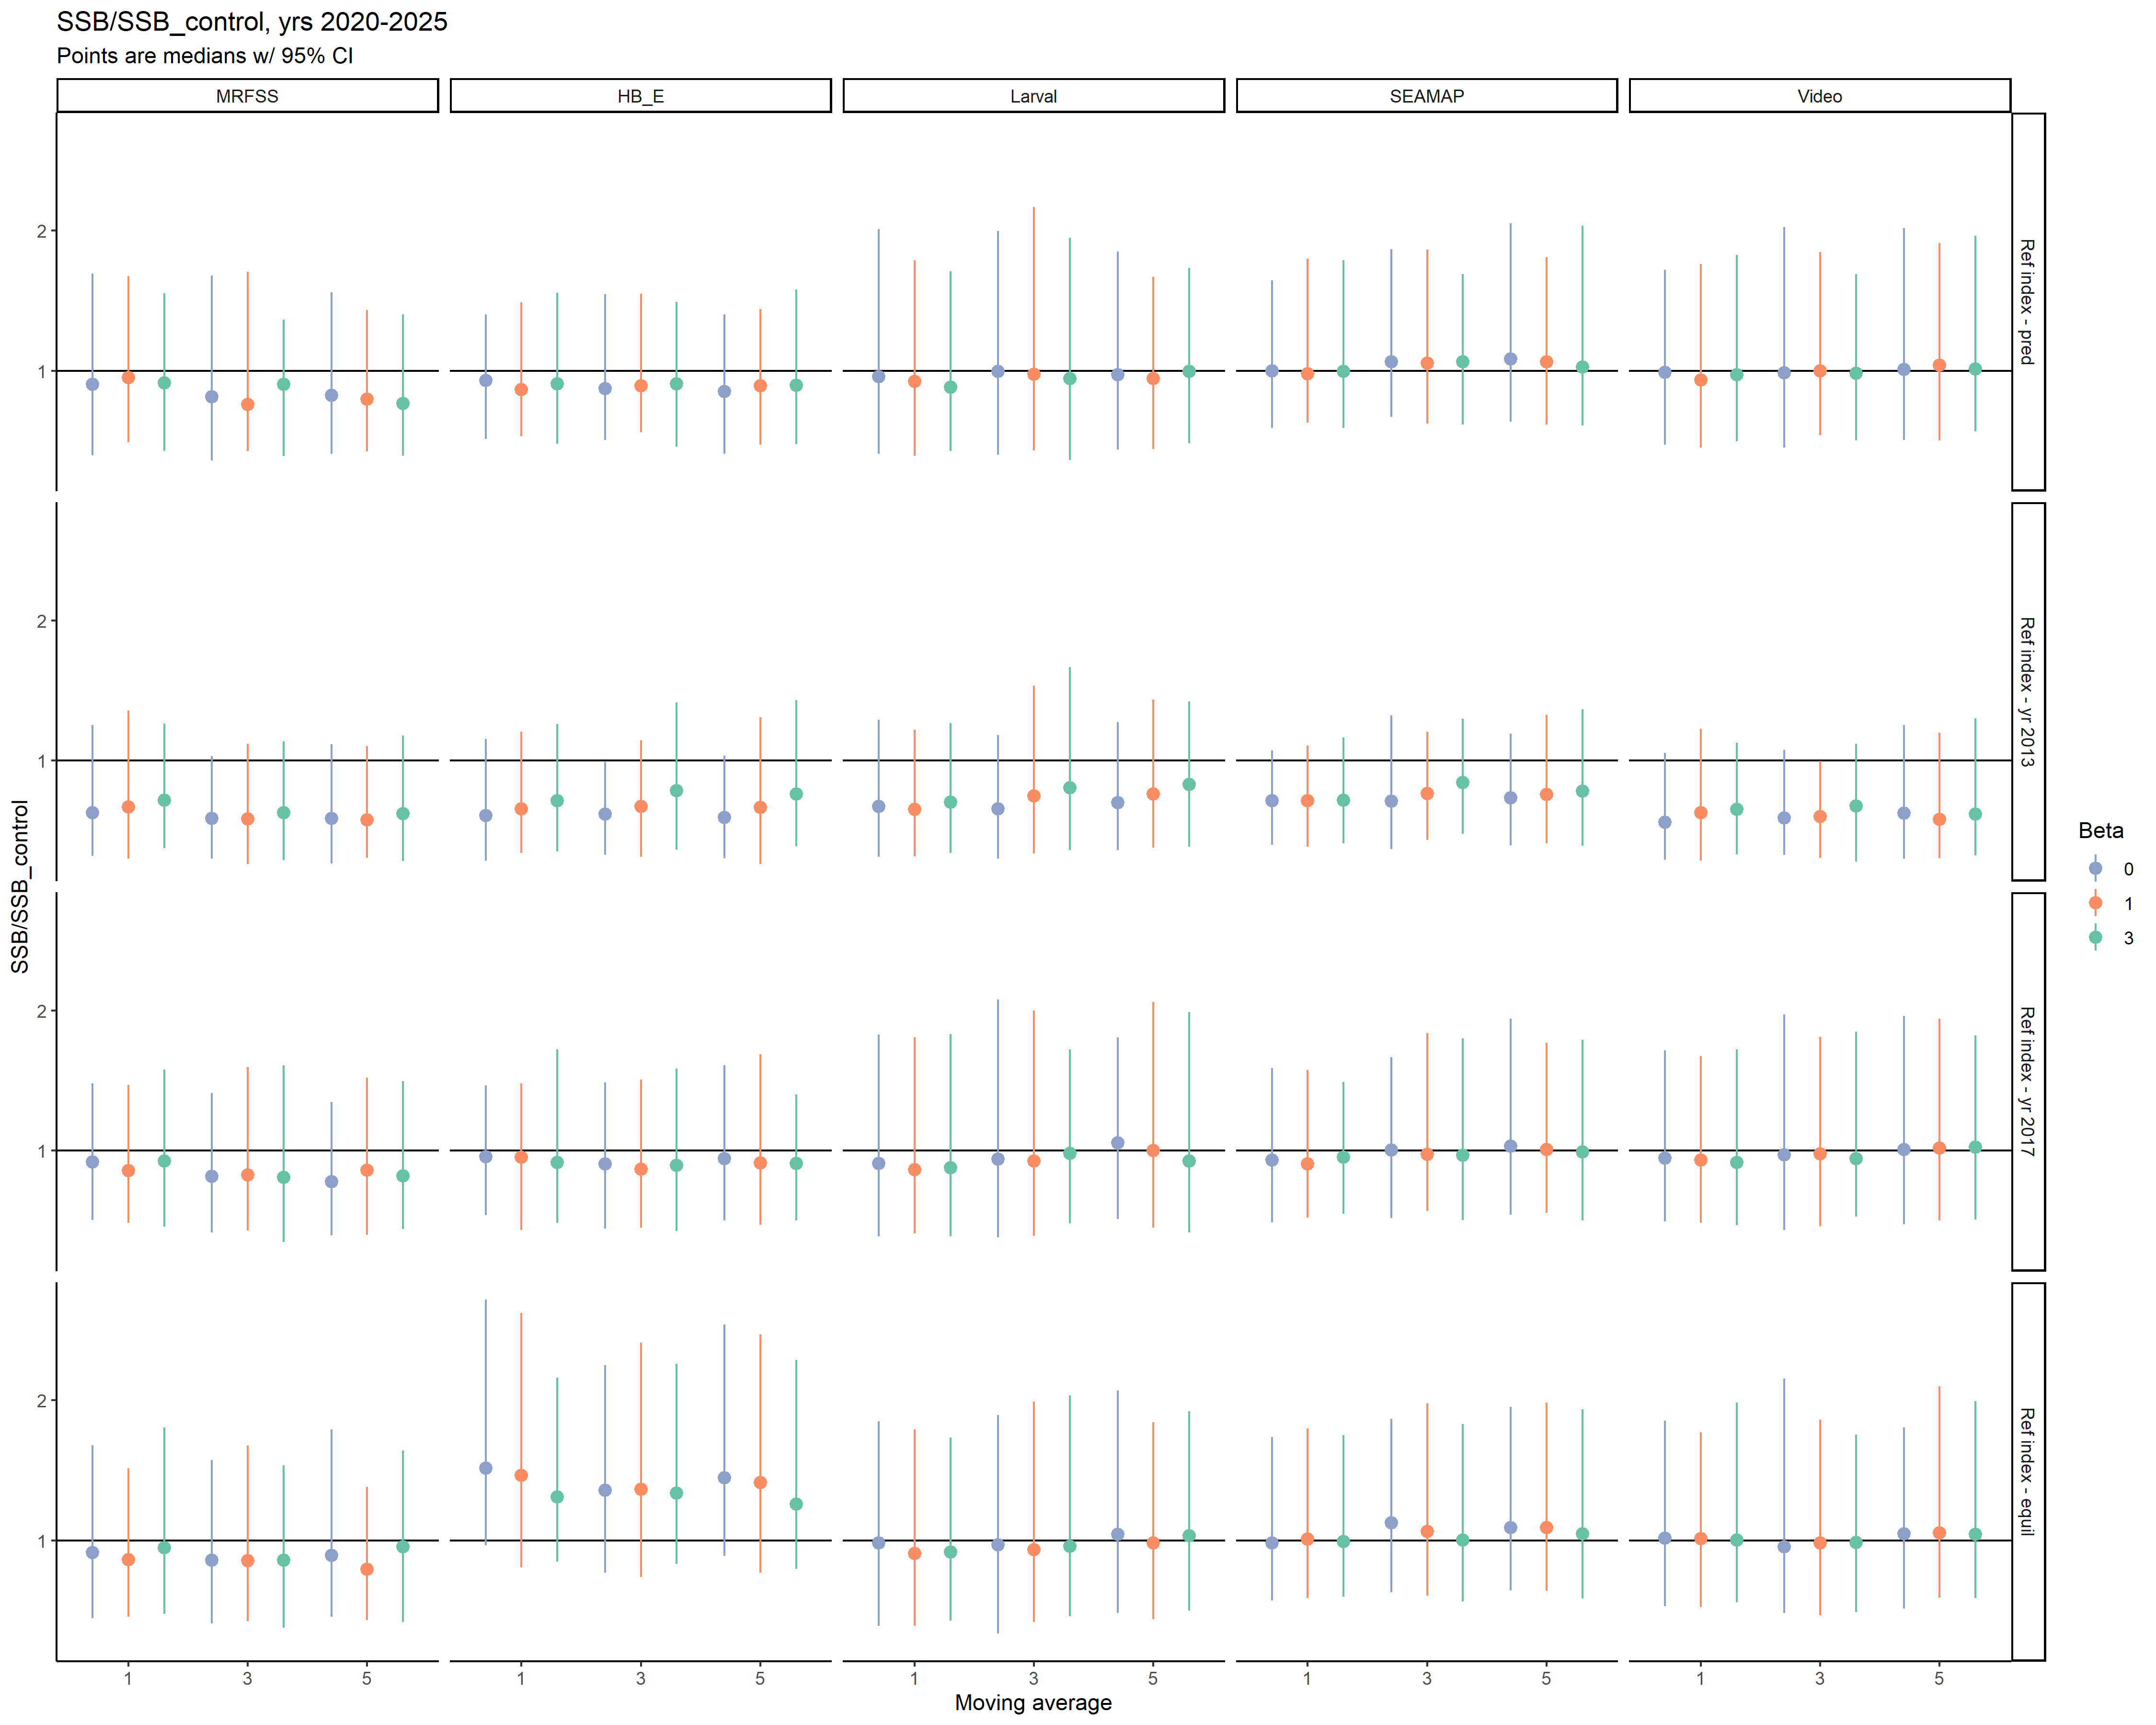 SSB/SSB_control, yrs 2020-2025
Points are medians w/ 95% CI
MRFSS
HB_E
Larval
SEAMAP
Video
2
1
Ref index - pred
2
1
Ref index - yr 2013
2
1
Ref index - yr 2017
2
1
Ref index - equil
SSB/SSB_control
1
3
5
1
3
5
1
3
5
1
3
5
1
3
5
Moving average
Beta
0
1
3